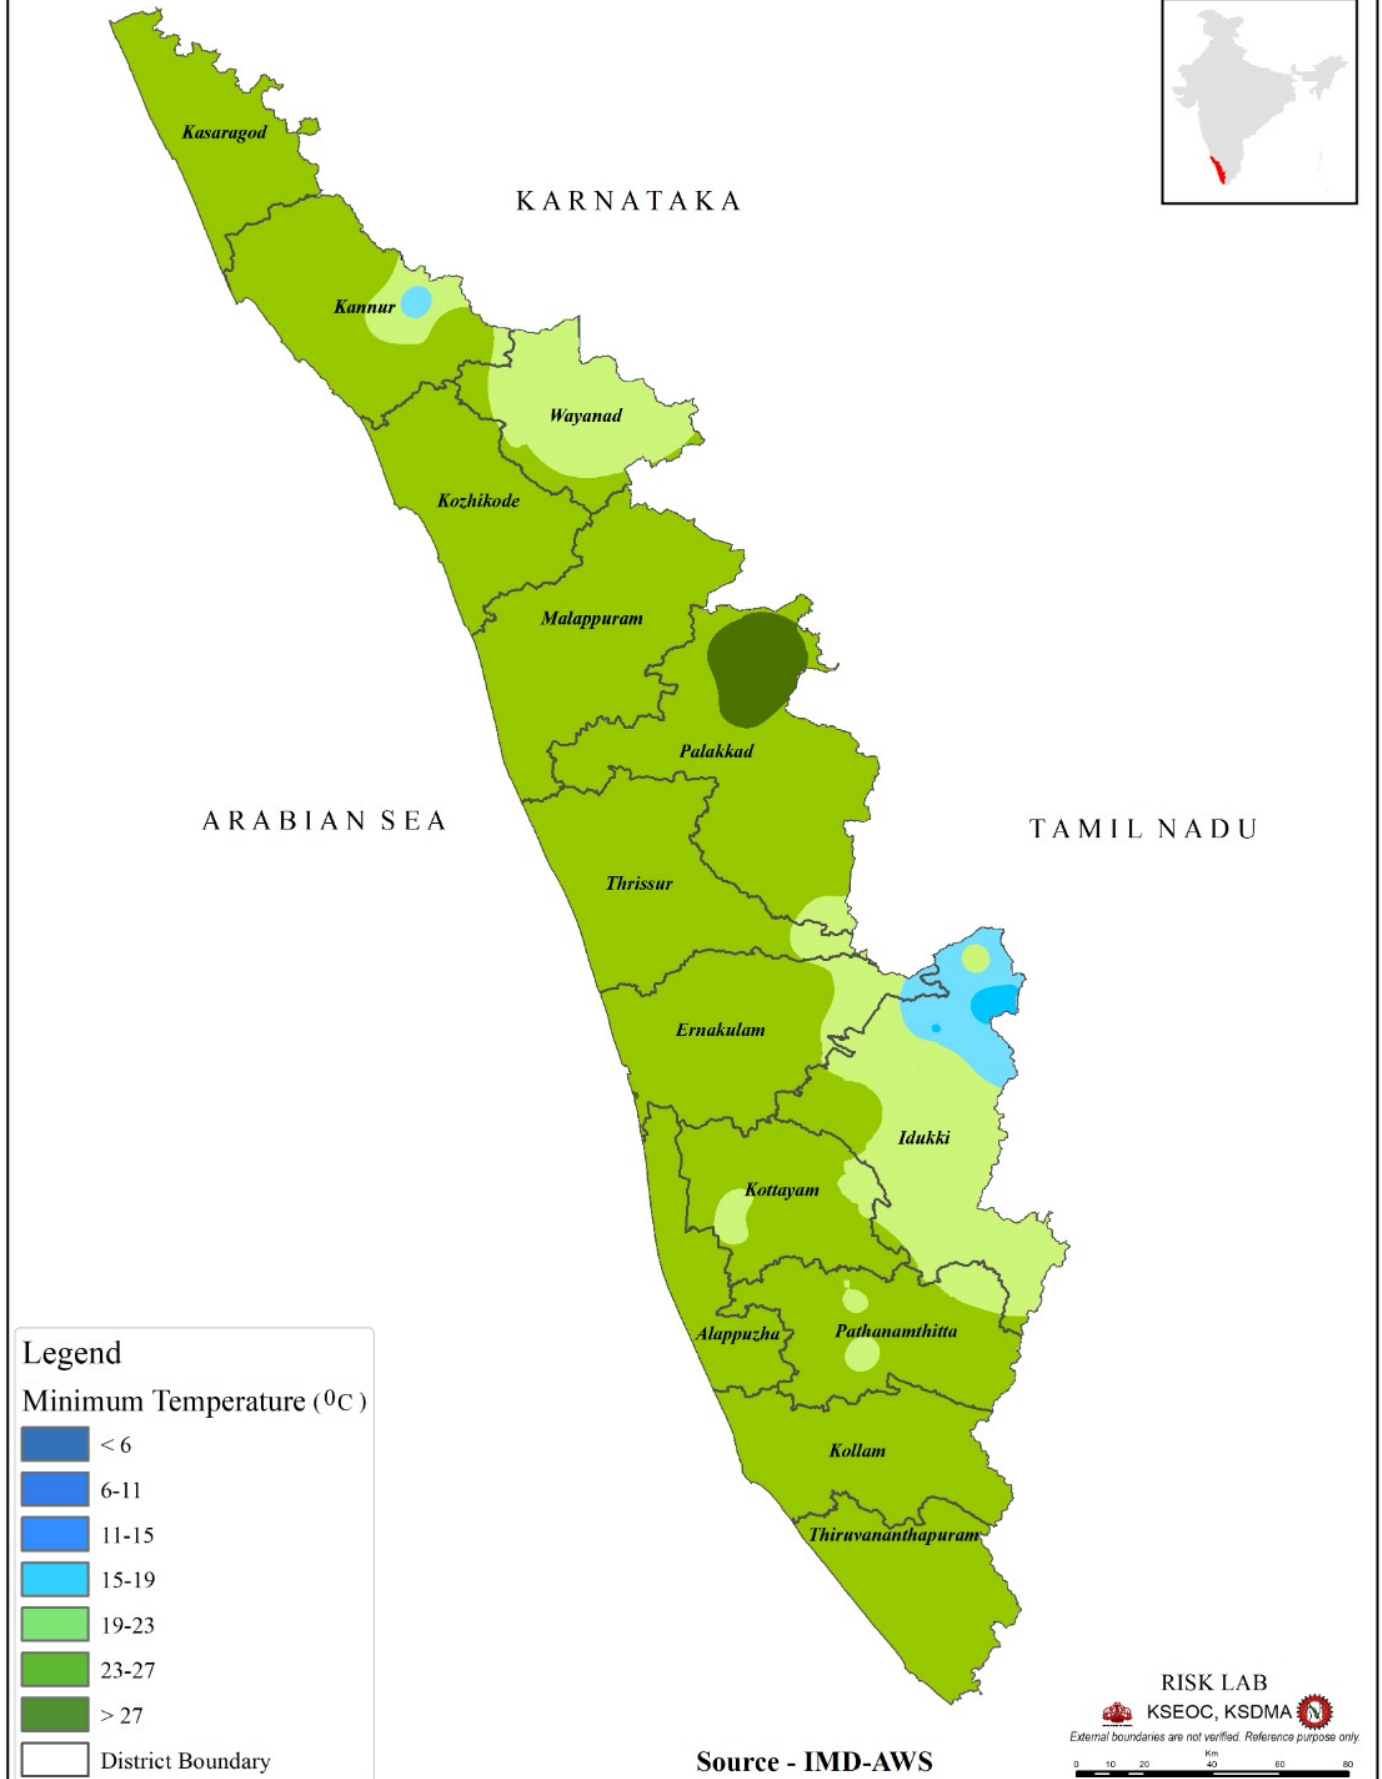 Kasaragod
KARNATAKA
Kannur
Wayanad
Kozhikode
Malappuram
Palakkad
ARABIAN SEA
TAMIL NADU
Thrissur
Ernakulam
Idukki
Kottayam
Alappuzha
Pathanamthitta
Kollam
Thiruvananthapuram
Legend
Minimum Temperature (⁰C )
< 6
6-11
11-15
15-19
19-23
23-27
> 27
District Boundary
Source - IMD-AWS
RISK LAB
KSEOC, KSDMA
N
External boundaries are not verified. Reference purpose only.
Km
0 10 20 40 60 80